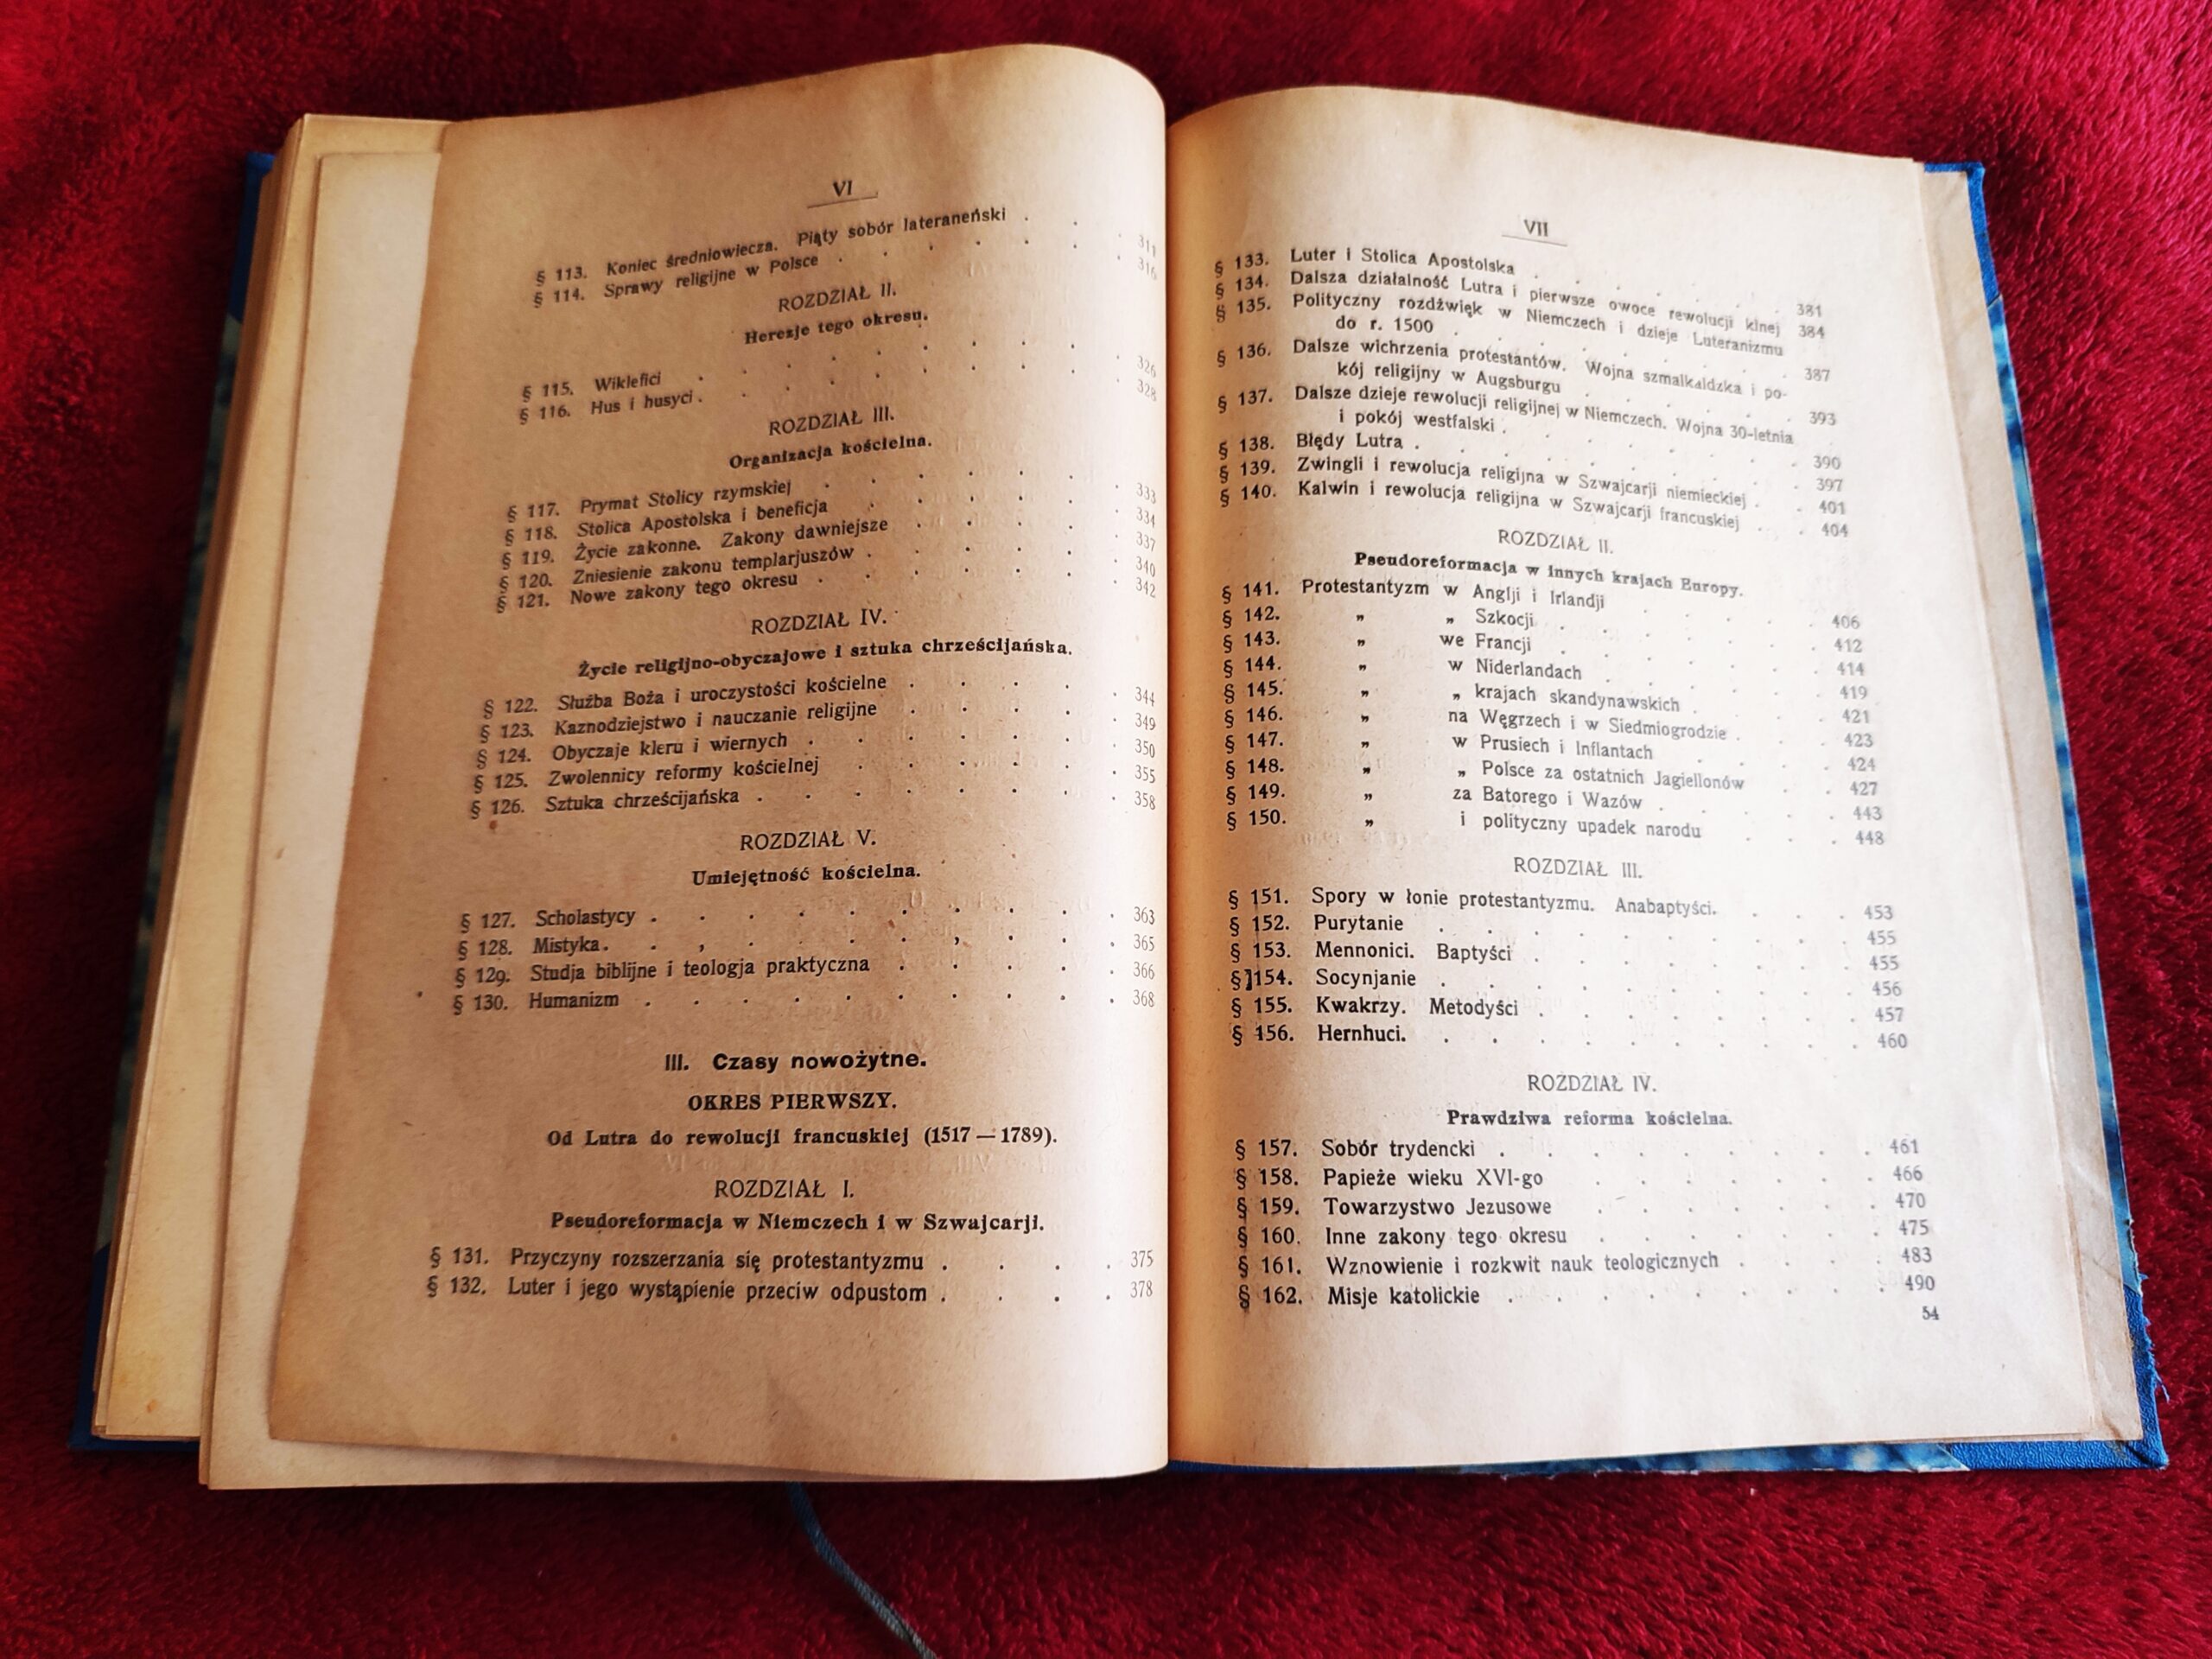 VI
§ 113. Koniec średniowiecza. Piąty sobór lateraneński . . . 311
§ 114. Sprawy religijne w Polsce . . . . . . 316
ROZDZIAŁ II.
Herezje tego okresu.
§ 115. Wiklefici . . . . . . . . . 326
§ 116. Hus i husyci . . . . . . . . . 328
ROZDZIAŁ III.
Organizacja kościelna.
§ 117. Prymat Stolicy rzymskiej . . . . . . . 333
§ 118. Stolica Apostolska i beneficja . . . . . . 334
§ 119. Życie zakonne. Zakony dawniejsze . . . . . 337
§ 120. Zniesienie zakonu templarjuszów . . . . . . 340
§ 121. Nowe zakony tego okresu . . . . . . . 342
ROZDZIAŁ IV.
Życie religijno-obyczajowe i sztuka chrześcijańska.
§ 122. Służba Boża i uroczystości kościelne . . . . . 344
§ 123. Kaznodziejstwo i nauczanie religijne . . . . . 349
§ 124. Obyczaje kleru i wiernych . . . . . . . 350
§ 125. Zwolennicy reformy kościelnej . . . . . . 355
§ 126. Sztuka chrześcijańska . . . . . . . . 358
ROZDZIAŁ V.
Umiejętność kościelna.
§ 127. Scholastycy . . . . . . . . . . 363
§ 128. Mistyka. . , . . . . , . . . 365
§ 129. Studja biblijne i teologja praktyczna . . . . . 366
§ 130. Humanizm . . . . . . . . . . 368
III. Czasy nowożytne.
OKRES PIERWSZY.
Od Lutra do rewolucji francuskiej (1517—1789).
ROZDZIAŁ I.
Pseudoreformacja w Niemczech i w Szwajcarji.
§ 131. Przyczyny rozszerzania się protestantyzmu . . . . 375
§ 132. Luter i jego wystąpienie przeciw odpustom . . . . 378
VII
§ 133. Luter i Stolica Apostolska . . . . . . . 381
§ 134. Dalsza działalność Lutra i pierwsze owoce rewolucji kinej 384
§ 135. Polityczny rozdźwięk w Niemczech i dzieje Luteranizmu
do r. 1500 . . . . . . . . 387
§ 136. Dalsze wichrzenia protestantów. Wojna szmalkaldzka i po-
kój religijny w Augsburgu . . . . . . 393
§ 137. Dalsze dzieje rewolucji religijnej w Niemczech. Wojna 30-letnia
i pokój westfalski . . . . . . . 390
§ 138. Błędy Lutra . . . . . . . . . 397
§ 139. Zwingli i rewolucja religijna w Szwajcarji niemieckiej . . 401
§ 140. Kalwin i rewolucja religijna w Szwajcarji francuskiej . . 404
ROZDZIAŁ II.
Pseudoreformacja w innych krajach Europy.
§ 141. Protestantyzm w Anglji i Irlandji . . . . . 406
§ 142. „ „ Szkocji . . . . . . 412
§ 143. „ we Francji . . . . . . 414
§ 144. „ w Niderlandach . . . . . 419
§ 145. „ „ krajach skandynawskich . . . 421
§ 146. „ na Węgrzech i w Siedmiogrodzie . . . 423
§ 147. „ w Prusiech i Inflantach . . . . 424
§ 148. „ „ Polsce za ostatnich Jagiellonów . . 427
§ 149. „ za Batorego i Wazów . . . . 443
§ 150. „ i polityczny upadek narodu . . . 448
ROZDZIAŁ III.
§ 151. Spory w łonie protestantyzmu. Anabaptyści. . . . 453
§ 152. Purytanie . . . . . . . . . 455
§ 153. Mennonici. Baptyści . . . . . . . 455
§]154. Socynjanie . . . . . . . . . 456
§ 155. Kwakrzy. Metodyści . . . . . . . 457
§ 156. Hernhuci. . . . . . . . . . 460
ROZDZIAŁ IV.
Prawdziwa reforma kościelna.
§ 157. Sobór trydencki . . . . . . . . 461
§ 158. Papieże wieku XVI-go . . . . . . . 466
§ 159. Towarzystwo Jezusowe . . . . . . . 470
§ 160. Inne zakony tego okresu . . . . . . 475
§ 161. Wznowienie i rozkwit nauk teologicznych . . . . 483
§ 162. Misje katolickie . . . . . . . . 490
54